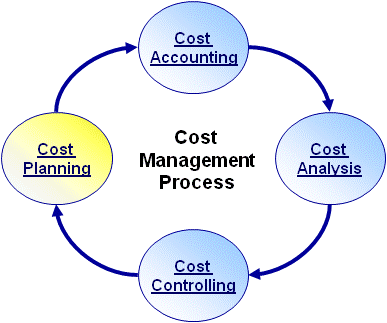 Cost
Accounting
Cost
Planning
Cost
Management
Process
Cost
Analysis
Cost
Controlling